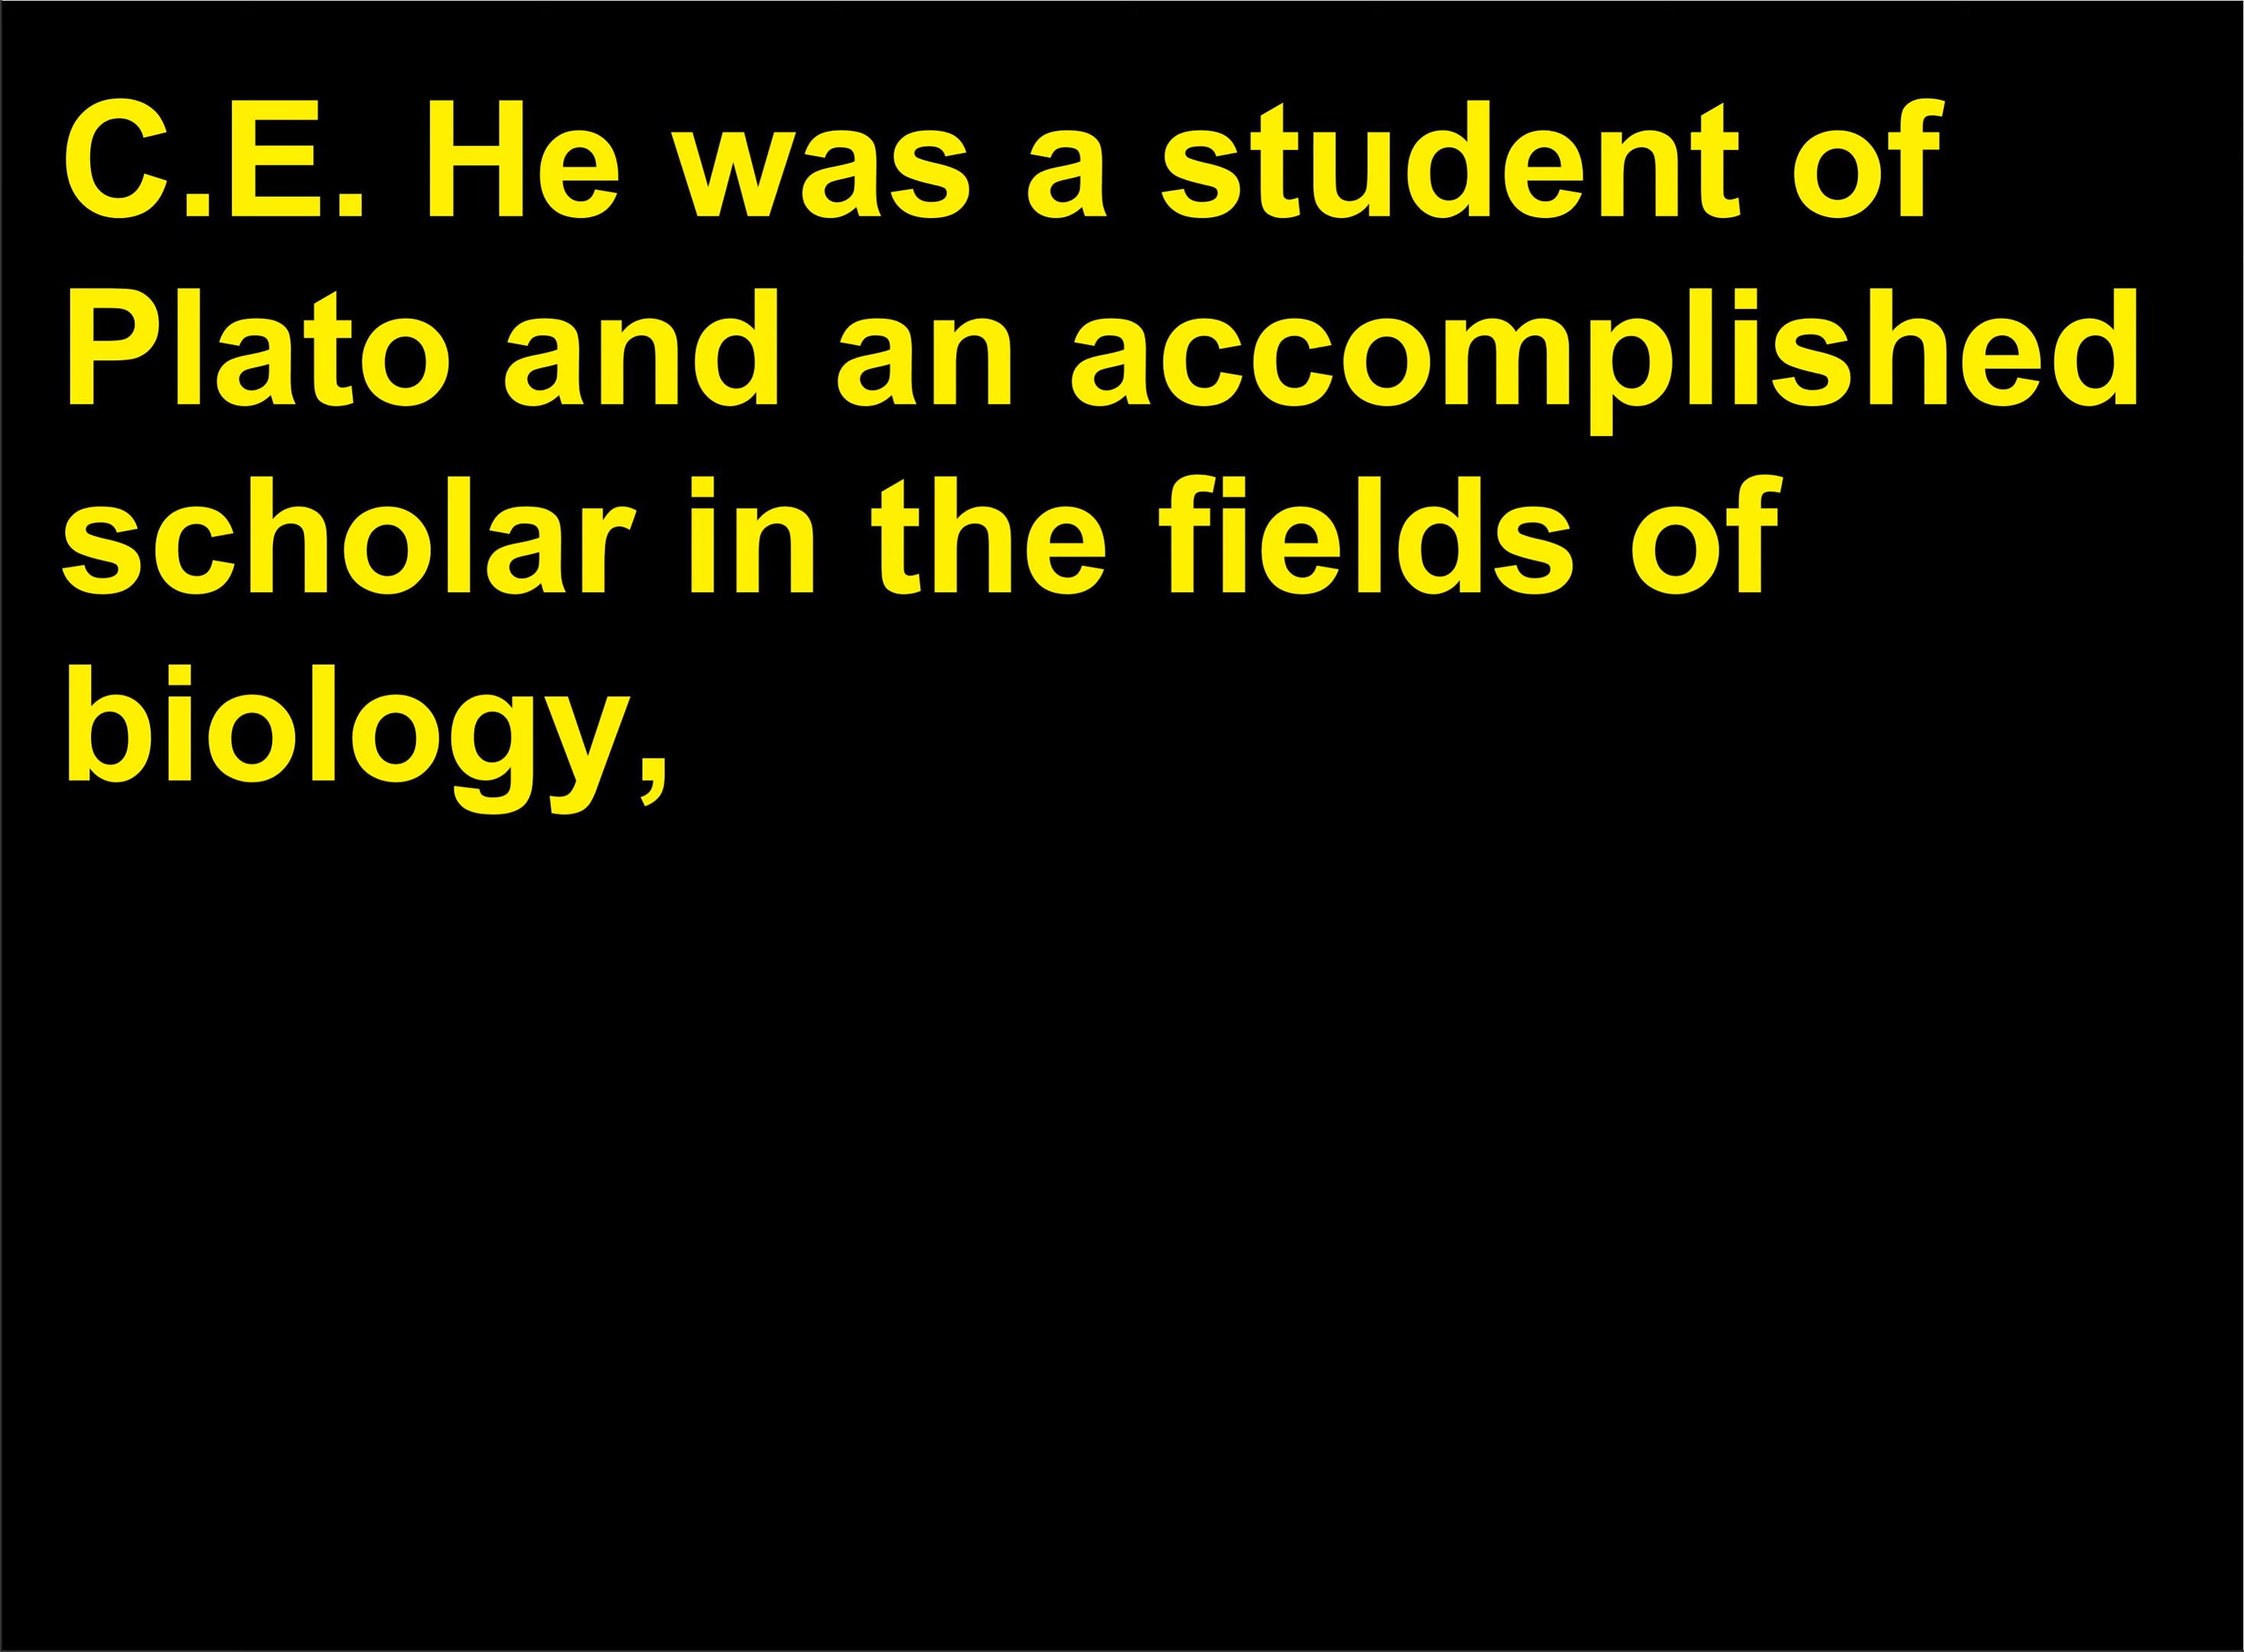 C.E. He was a student of
Plato and an accomplished
scholar in the fields of
biology,